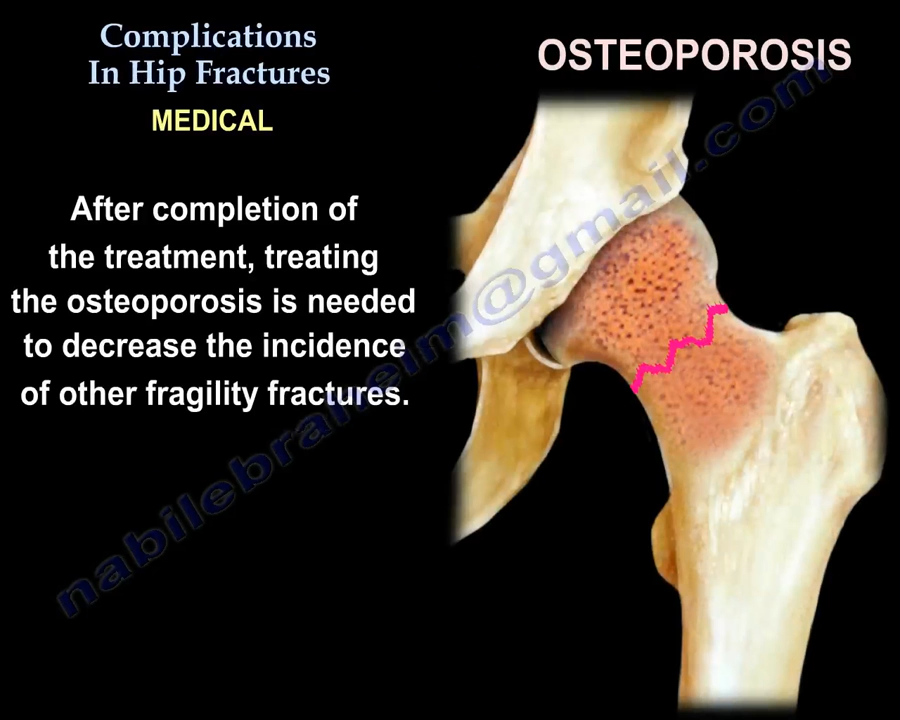 Complications
In Hip Fractures
MEDICAL
OSTEOPOROSIS
After completion of
the treatment, treating
the osteoporosis is needed
to decrease the incidence
of other fragility fractures.
nabilebraheim@gmail.com